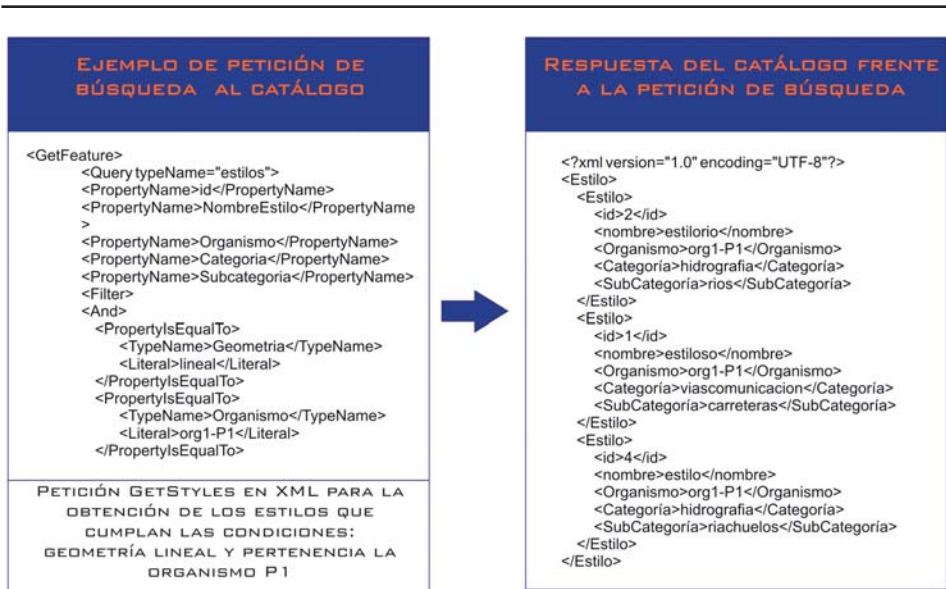 EJEMPLO DE PETICIÓN DE
BÚSQUEDA AL CATÁLOGO
<GetFeature>
<Query typeName="estilos">
<PropertyName>id</PropertyName>
<PropertyName>NombreEstilo</PropertyName
>
<PropertyName>Organismo</PropertyName>
<PropertyName>Categoria</PropertyName>
<PropertyName>Subcategoria</PropertyName>
<Filter>
<And>
<PropertyIsEqualTo>
<TypeName>Geometria</TypeName>
<Literal>lineal</Literal>
</PropertyIsEqualTo>
<PropertyIsEqualTo>
<TypeName>Organismo</TypeName>
<Literal>org1-P1</Literal>
</PropertyIsEqualTo>
PETICIÓN GETSTYLES EN XML PARA LA
OBTENCIÓN DE LOS ESTILOS QUE
CUMPLAN LAS CONDICIONES:
GEOMETRÍA LINEAL Y PERTENENCIA LA
ORGANISMO P1
RESPUESTA DEL CATÁLOGO FRENTE
A LA PETICIÓN DE BÚSQUEDA
<?xml version="1.0" encoding="UTF-8"?>
<Estilo>
<Estilo>
<id>2</id>
<nombre>estilorio</nombre>
<Organismo>org1-P1</Organismo>
<Categoría>hidrografia</Categoría>
<SubCategoría>rios</SubCategoría>
</Estilo>
<Estilo>
<id>1</id>
<nombre>estiloso</nombre>
<Organismo>org1-P1</Organismo>
<Categoría>viascomunicacion</Categoría>
<SubCategoría>carreteras</SubCategoría>
</Estilo>
<Estilo>
<id>4</id>
<nombre>estilo</nombre>
<Organismo>org1-P1</Organismo>
<Categoría>hidrografia</Categoría>
<SubCategoría>riachuelos</SubCategoría>
</Estilo>
</Estilo>